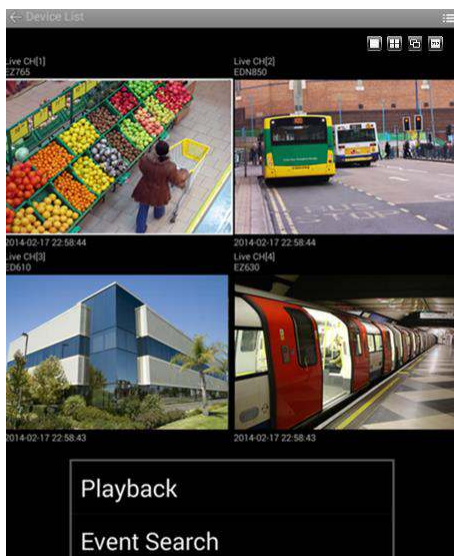 Device List
Live CH[1]
EZ765
Live CH[2]
EDN850
2014-02-17 22:58:44
2014-02-17 22:58:44
Live CH[3]
ED610
Live CH[4]
EZ630
BUS
STOP
2014-02-17 22:58:43
2014-02-17 22:58:43
Playback
Event Search